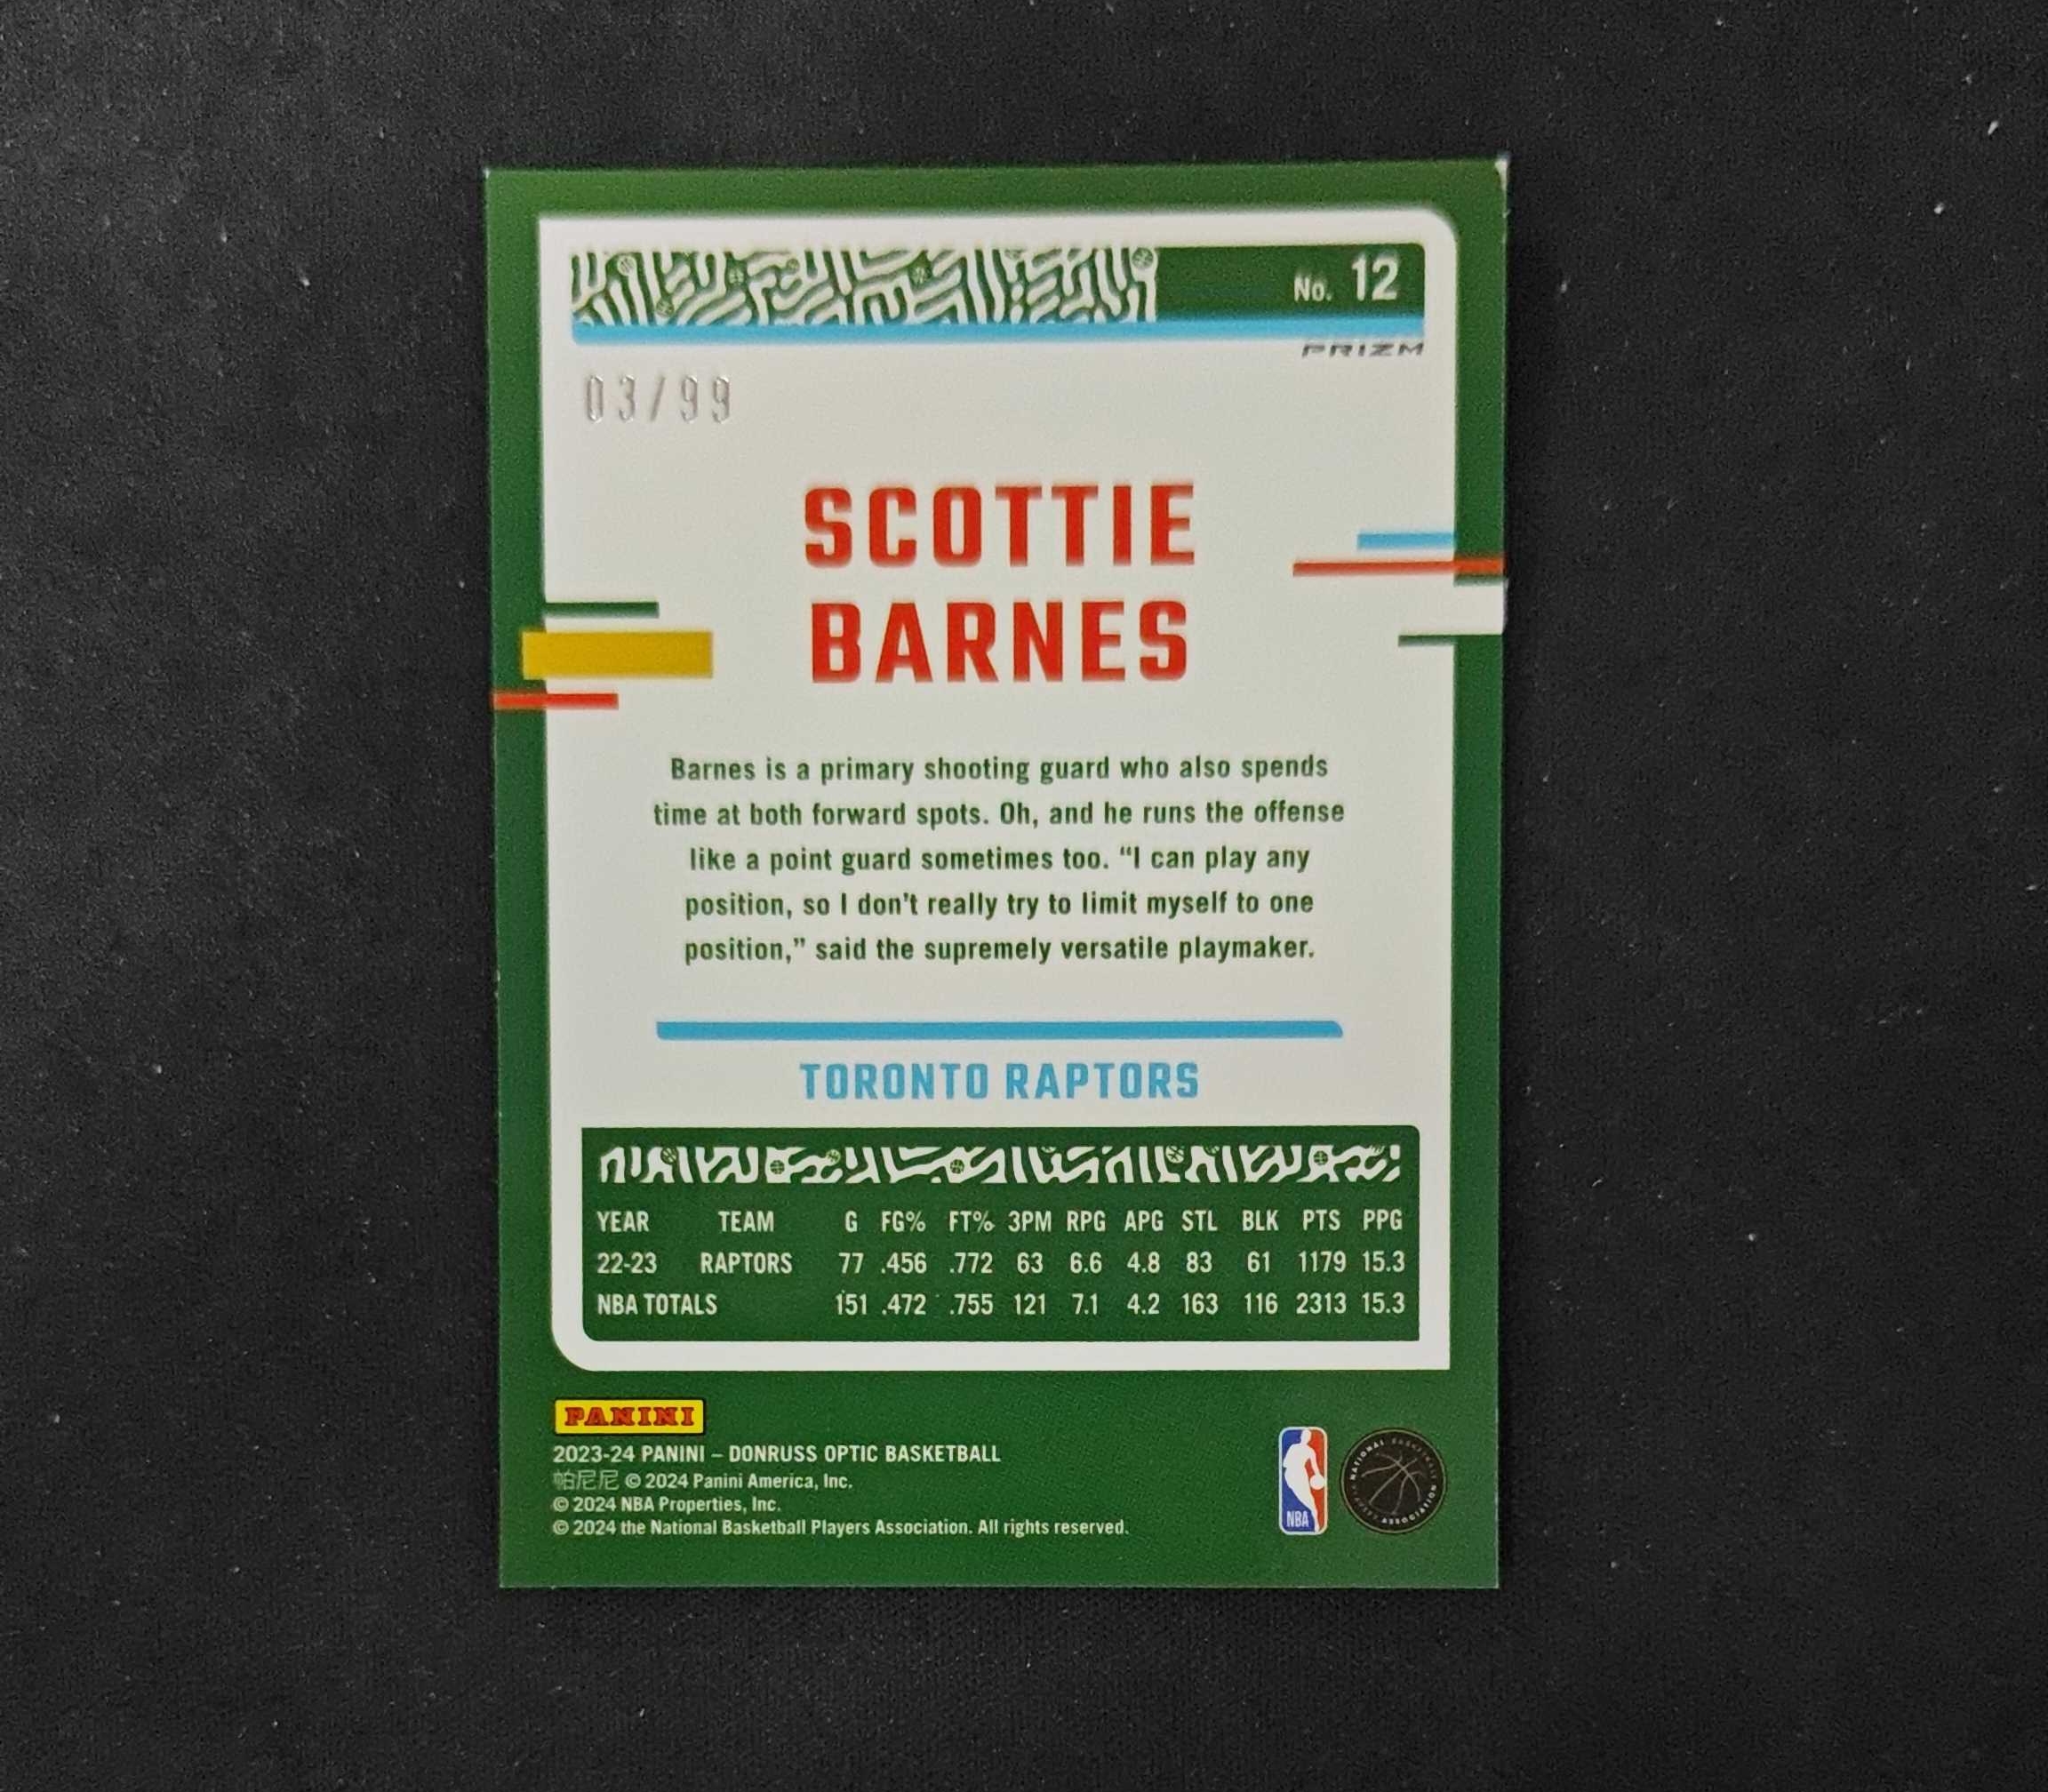 No. 12
PRIZM
03/99
SCOTTIE
BARNES
Barnes is a primary shooting guard who also spends
time at both forward spots. Oh, and he runs the offense
like a point guard sometimes too. “I can play any
position, so I don't really try to limit myself to one
position,” said the supremely versatile playmaker.
TORONTO RAPTORS
YEAR TEAM G FG% FT% 3PM RPG APG STL BLK PTS PPG
22-23 RAPTORS 77 .456 .772 63 6.6 4.8 83 61 1179 15.3
NBA TOTALS 151 .472 .755 121 7.1 4.2 163 116 2313 15.3
PANINI
2023-24 PANINI – DONRUSS OPTIC BASKETBALL
帕尼尼 © 2024 Panini America, Inc.
© 2024 NBA Properties, Inc.
© 2024 the National Basketball Players Association. All rights reserved.
NBA
NATIONAL BASKETBALL PLAYERS ASSOCIATION